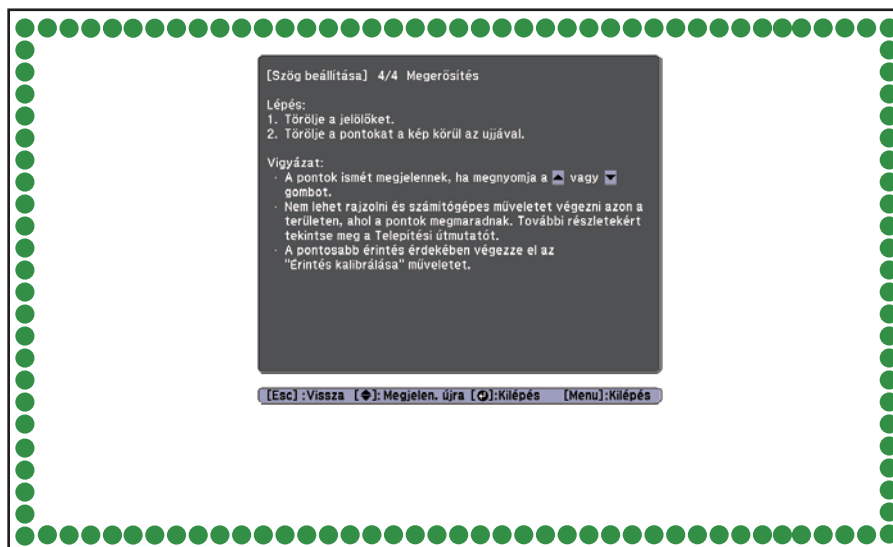 [Szög beállítása] 4/4 Megerősítés
Lépés:
1. Törölje a jelölőket.
2. Törölje a pontokat a kép körül az ujjával.
Vigyázat:
· A pontok ismét megjelennek, ha megnyomja a ▲ vagy ▼
gombot.
· Nem lehet rajzolni és számítógépes műveletet végezni azon a
területen, ahol a pontok megmaradnak. További részletekért
tekintse meg a Telepítési útmutatót.
· A pontosabb érintés érdekében végezze el az
"Érintés kalibrálása" műveletet.
[Esc] :Vissza [◆]: Megjelen. újra [⏎]:Kilépés [Menu]:Kilépés